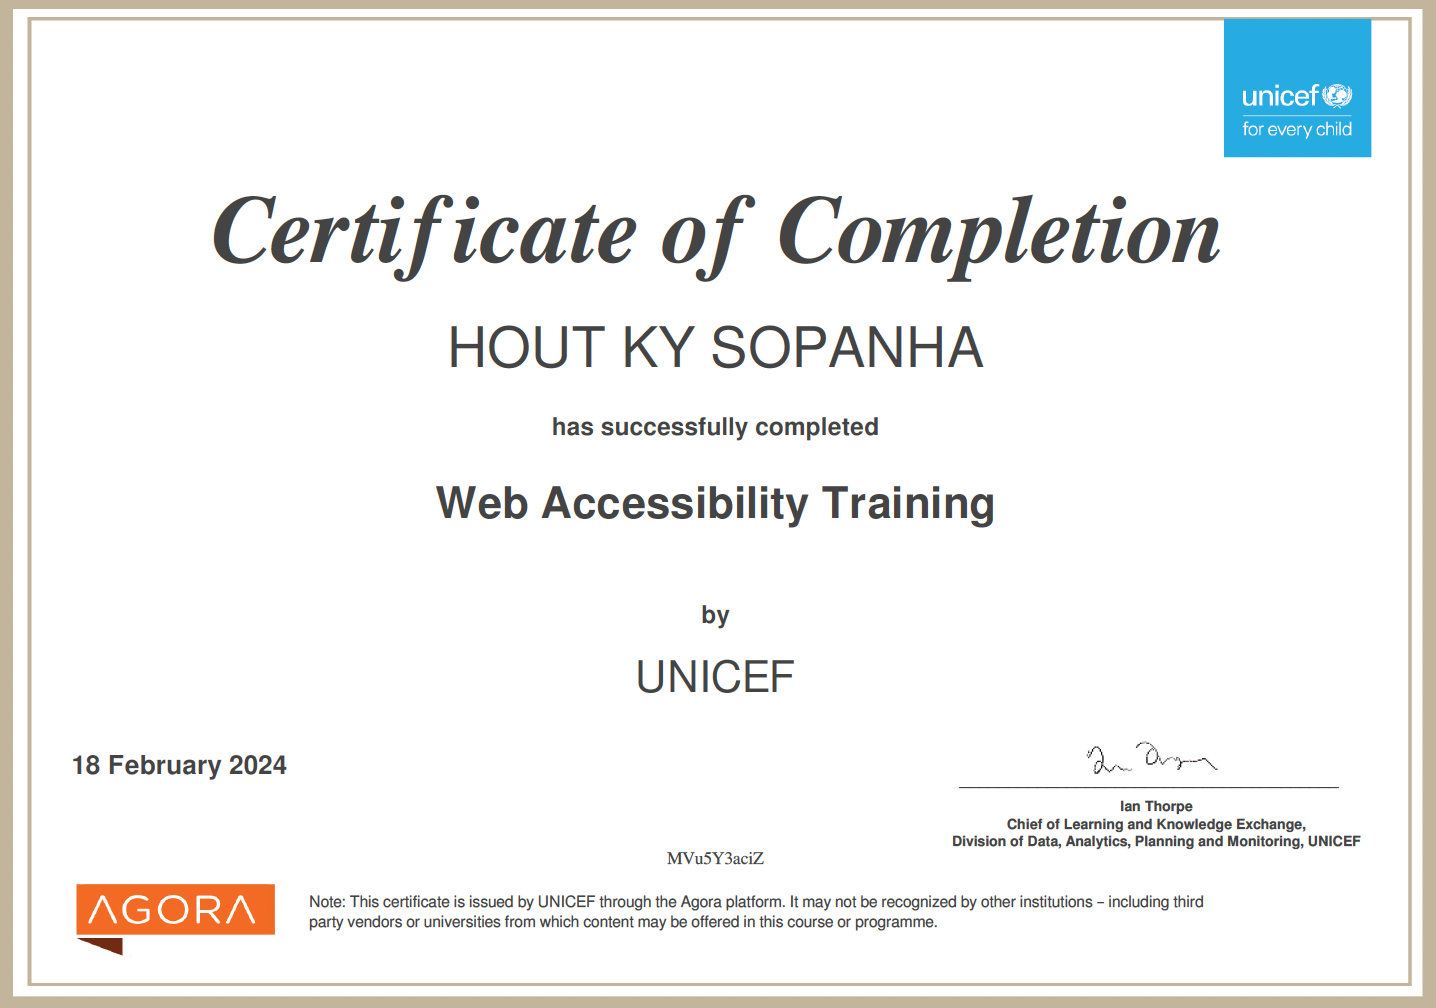 unicef
for every child
Certificate of Completion
HOUT KY SOPANHA
has successfully completed
Web Accessibility Training
by
UNICEF
18 February 2024
Ian Thorpe
Chief of Learning and Knowledge Exchange,
Division of Data, Analytics, Planning and Monitoring, UNICEF
MVu5Y3aciZ
AGORA
Note: This certificate is issued by UNICEF through the Agora platform. It may not be recognized by other institutions – including third
party vendors or universities from which content may be offered in this course or programme.